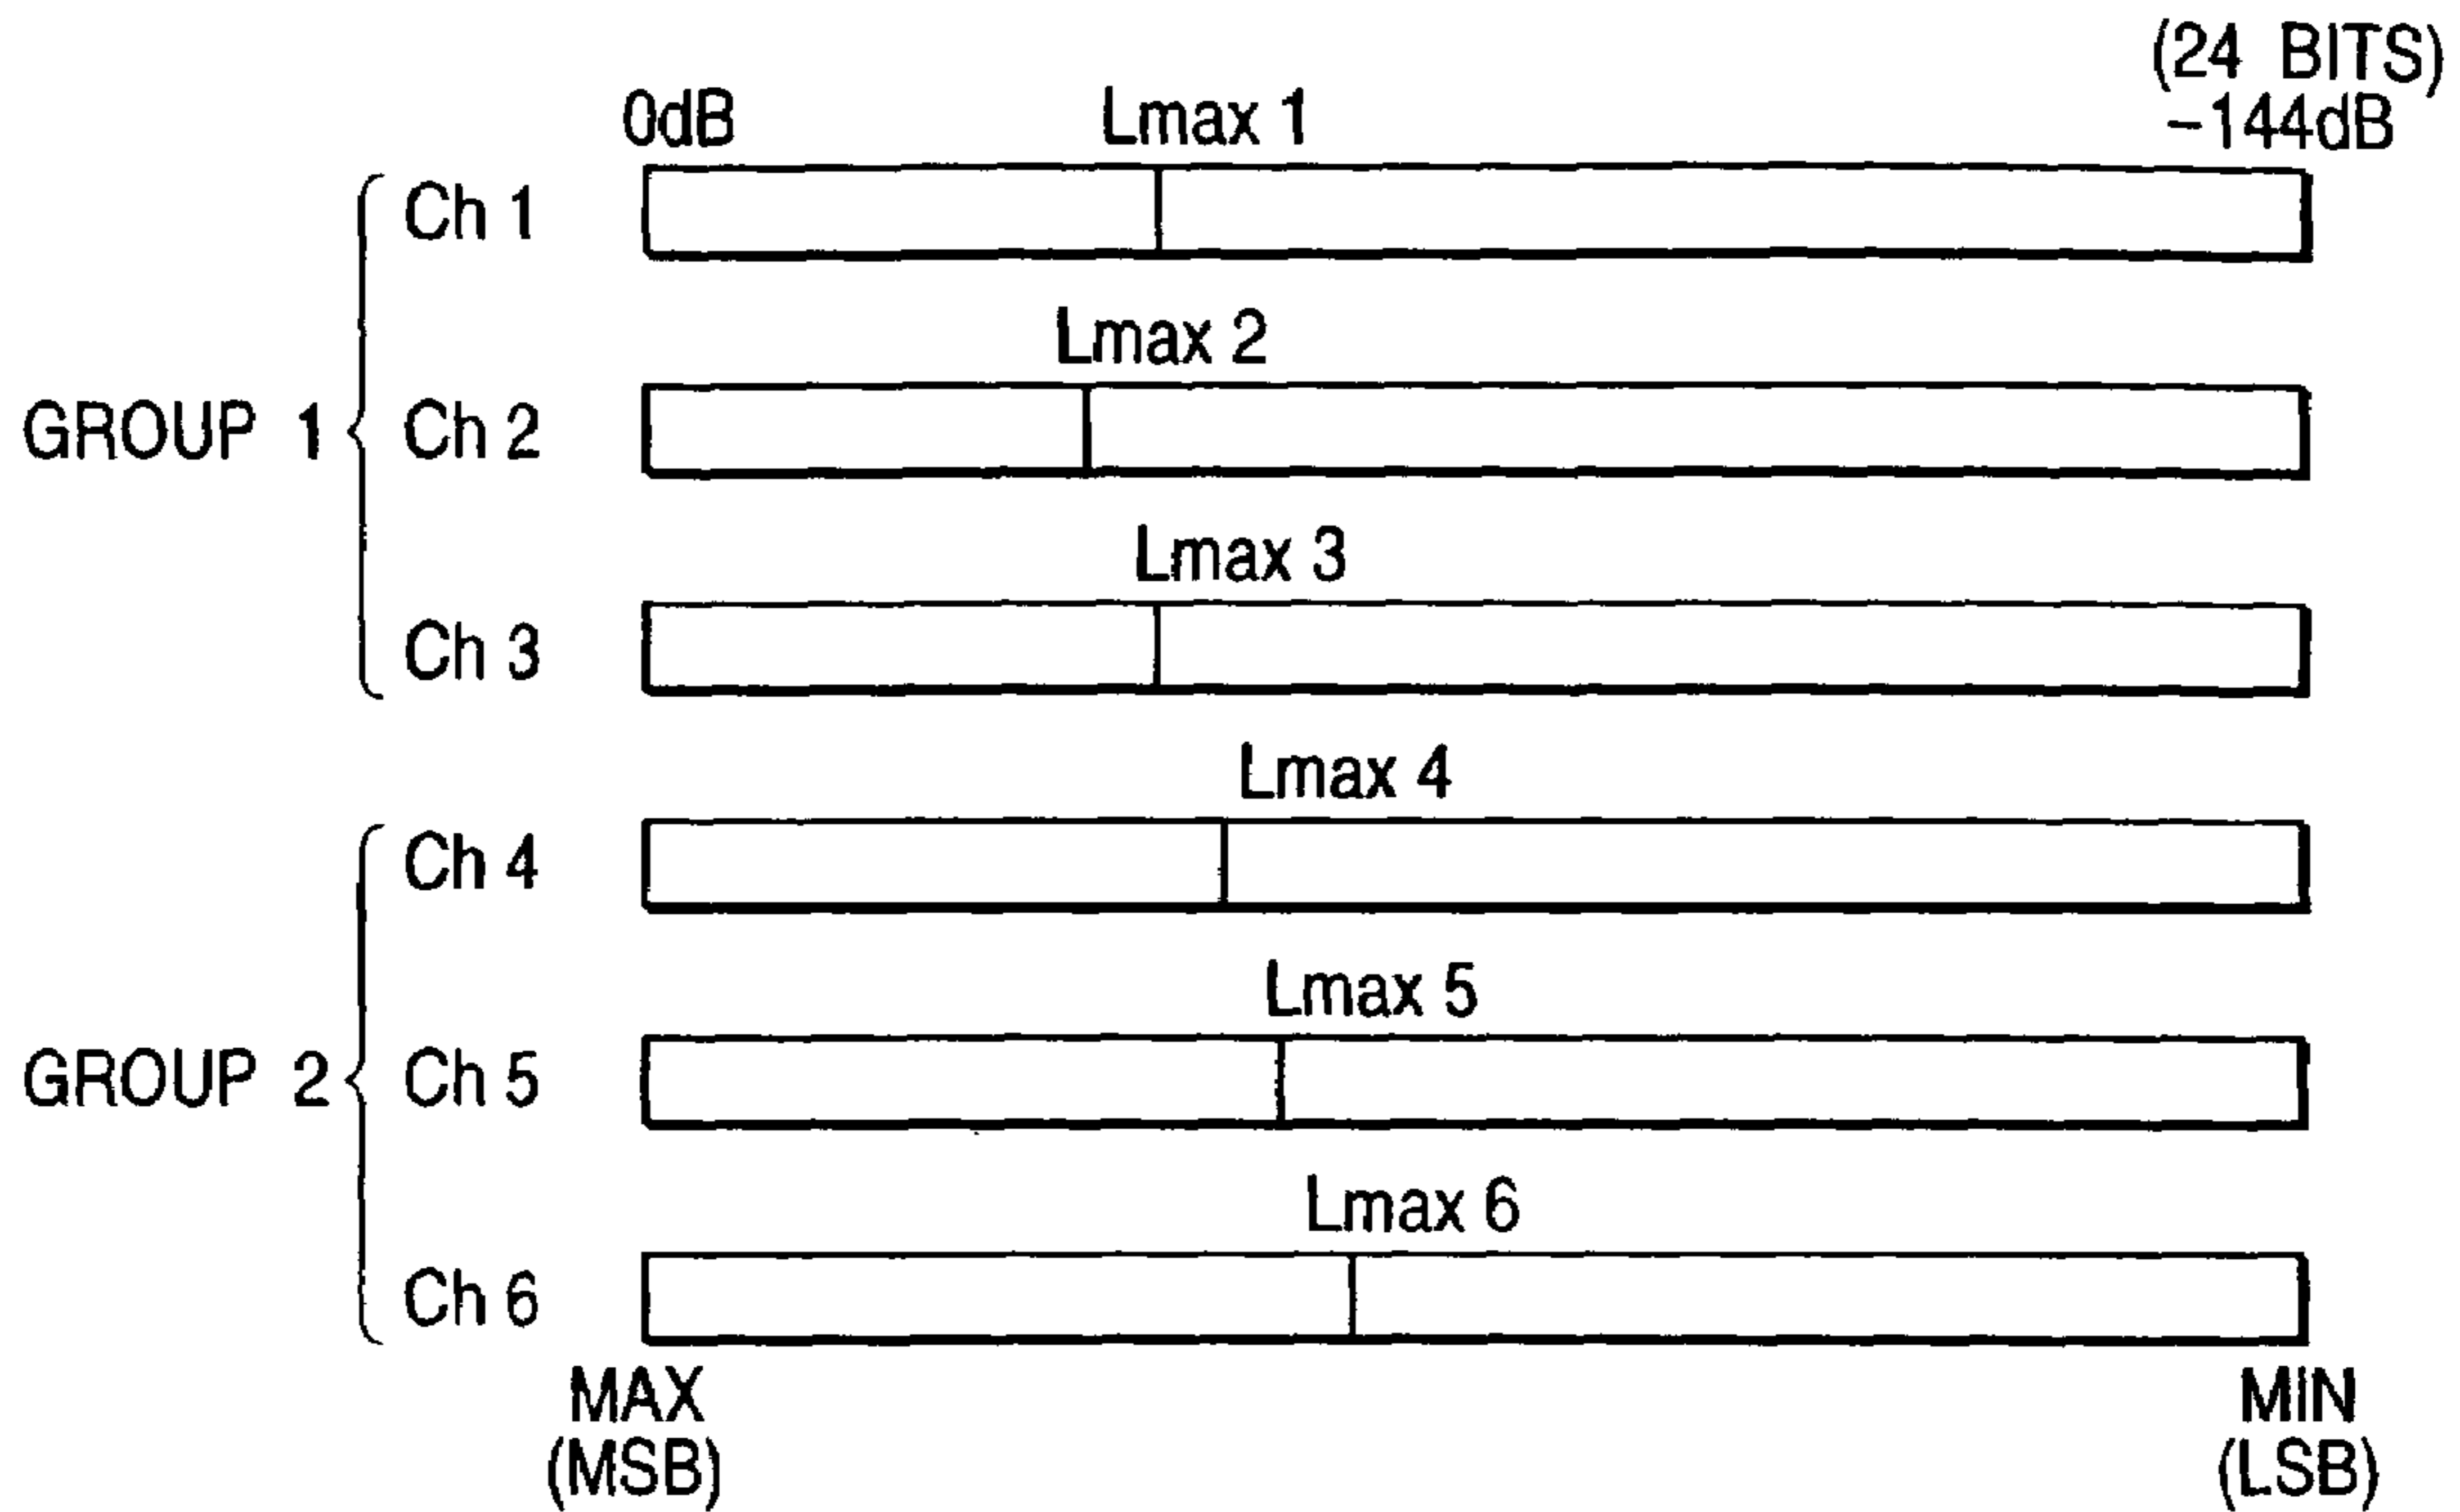 (24 BITS)
0dB Lmax 1 -144dB
Ch 1
Lmax 2
GROUP 1 Ch 2
Lmax 3
Ch 3
Lmax 4
Ch 4
Lmax 5
GROUP 2 Ch 5
Lmax 6
Ch 6
MAX MIN
(MSB) (LSB)